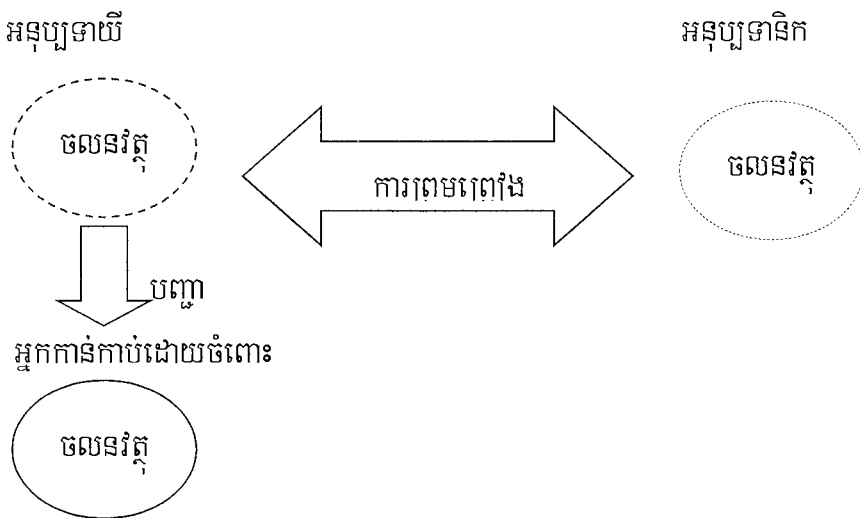 អនុប្បទាយី
អនុប្បទានិក
ចលនវត្ថុ
ចលនវត្ថុ
ការព្រមព្រៀង
បញ្ជា
អ្នកកាន់កាប់ដោយចំពោះ
ចលនវត្ថុ